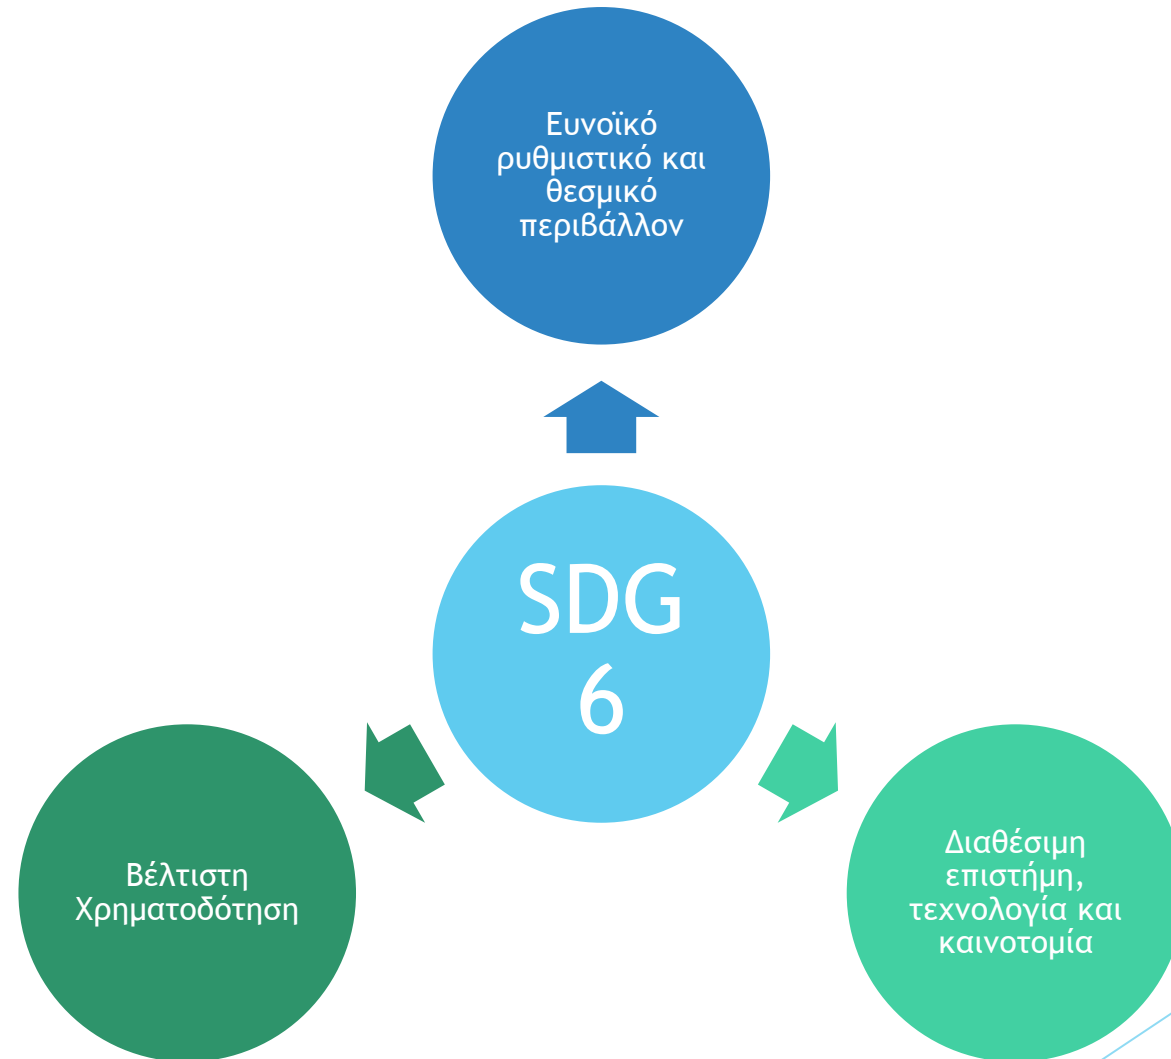 Ευνοϊκό
ρυθμιστικό και
θεσμικό
περιβάλλον
SDG
6
Βέλτιστη
Χρηματοδότηση
Διαθέσιμη
επιστήμη,
τεχνολογία και
καινοτομία